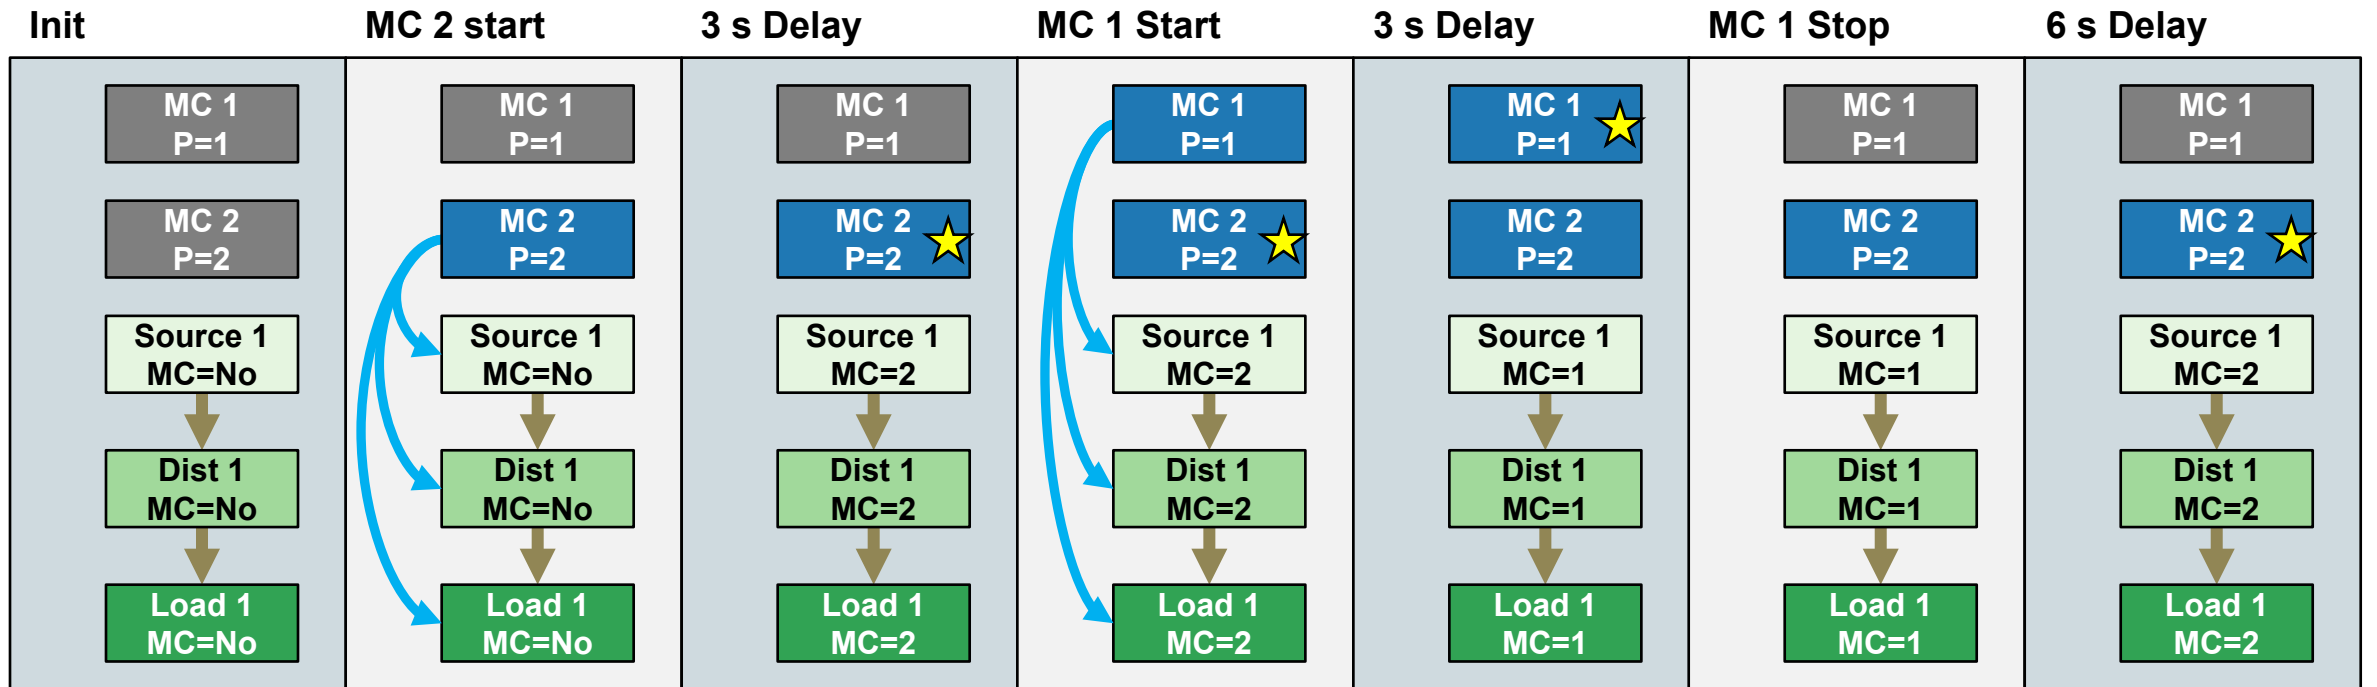 Init
MC 1
P=1
MC 2
P=2
Source 1
MC=No
Dist 1
MC=No
Load 1
MC=No
MC 2 start
MC 1
P=1
MC 2
P=2
Source 1
MC=No
Dist 1
MC=No
Load 1
MC=No
3 s Delay
MC 1
P=1
MC 2
P=2
Source 1
MC=2
Dist 1
MC=2
Load 1
MC=2
MC 1 Start
MC 1
P=1
MC 2
P=2
Source 1
MC=2
Dist 1
MC=2
Load 1
MC=2
3 s Delay
MC 1
P=1
MC 2
P=2
Source 1
MC=1
Dist 1
MC=1
Load 1
MC=1
MC 1 Stop
MC 1
P=1
MC 2
P=2
Source 1
MC=1
Dist 1
MC=1
Load 1
MC=1
6 s Delay
MC 1
P=1
MC 2
P=2
Source 1
MC=2
Dist 1
MC=2
Load 1
MC=2